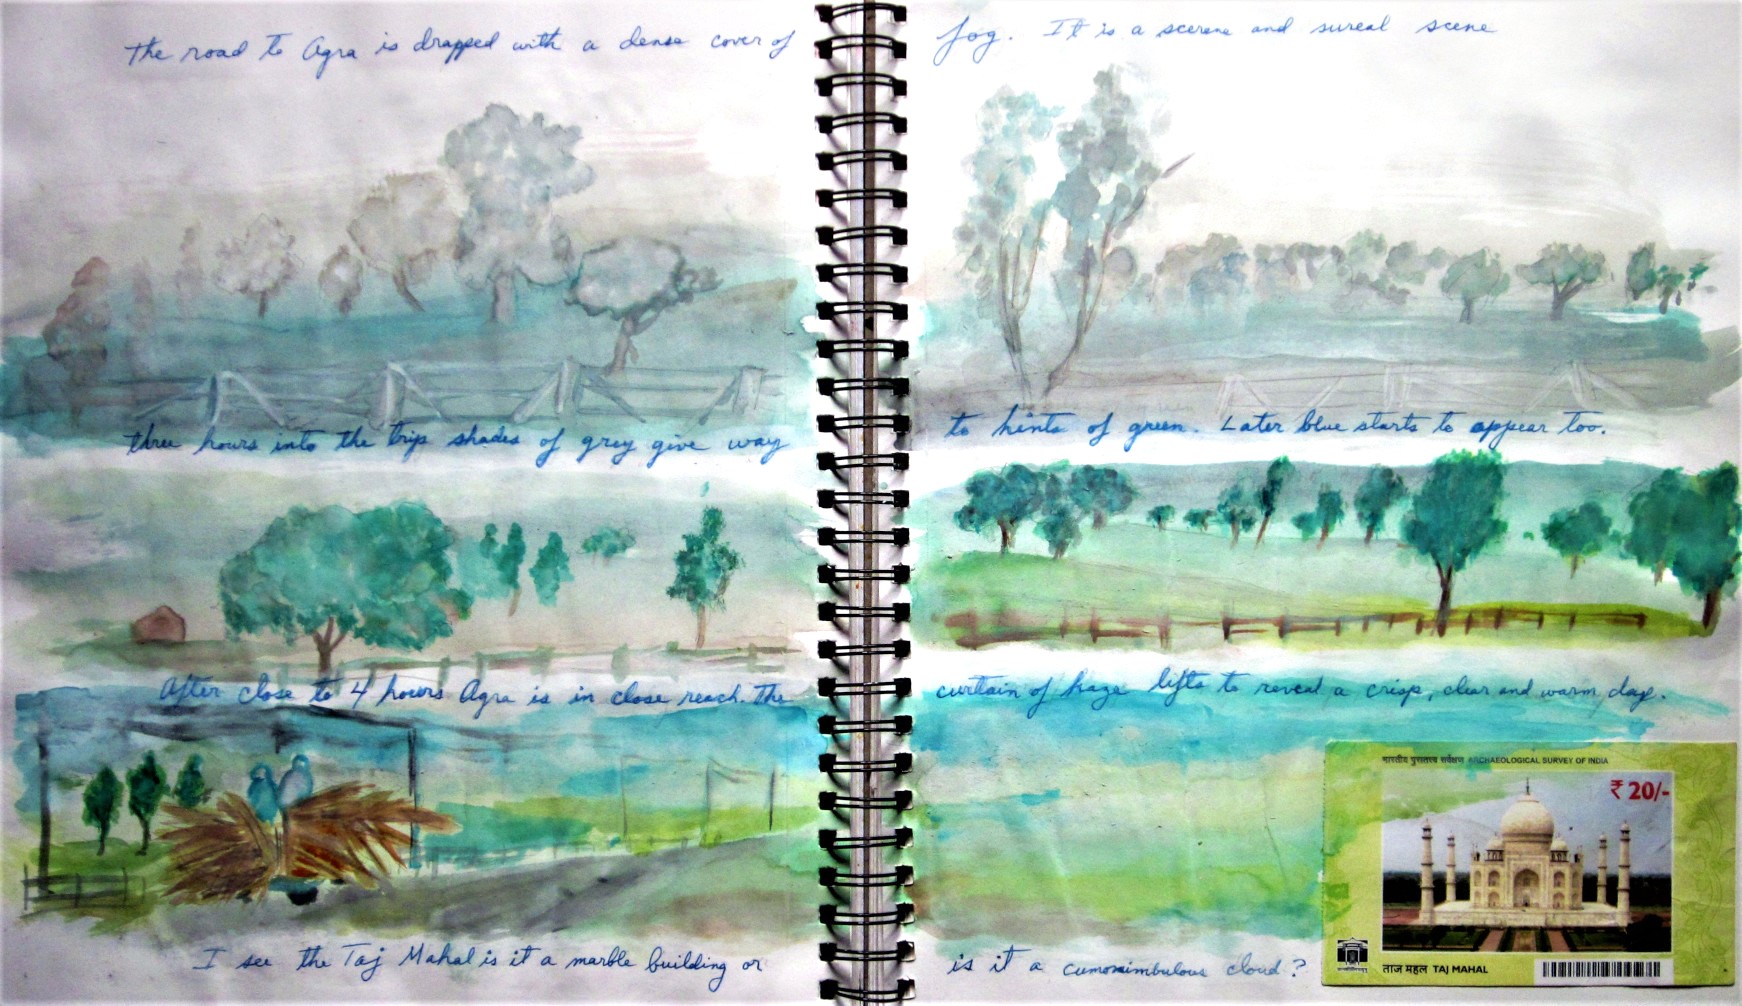 the road to Agra is drapped with a dense cover of fog. It is a scerene and sureal scene
three hours into the trip shades of grey give way to hints of green. Later blue starts to appear too.
After close to 4 hours Agra is in close reach. The curtain of haze lifts to reveal a crisp, clear and warm day.
भारतीय पुरातत्व सर्वेक्षण ARCHAEOLOGICAL SURVEY OF INDIA
₹ 20/-
ताज महल TAJ MAHAL
I see the Taj Mahal is it a marble building or is it a cumonimbulous cloud?